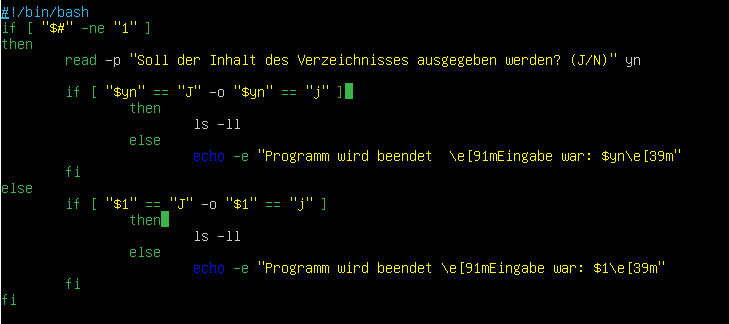 #!/bin/bash
if [ "$#" -ne "1" ]
then
read -p "Soll der Inhalt des Verzeichnisses ausgegeben werden? (J/N)" yn
if [ "$yn" == "J" -o "$yn" == "j" ]
then
ls -ll
else
echo -e "Programm wird beendet  \e[91mEingabe war: $yn\e[39m"
fi
else
if [ "$1" == "J" -o "$1" == "j" ]
then
ls -ll
else
echo -e "Programm wird beendet \e[91mEingabe war: $1\e[39m"
fi
fi